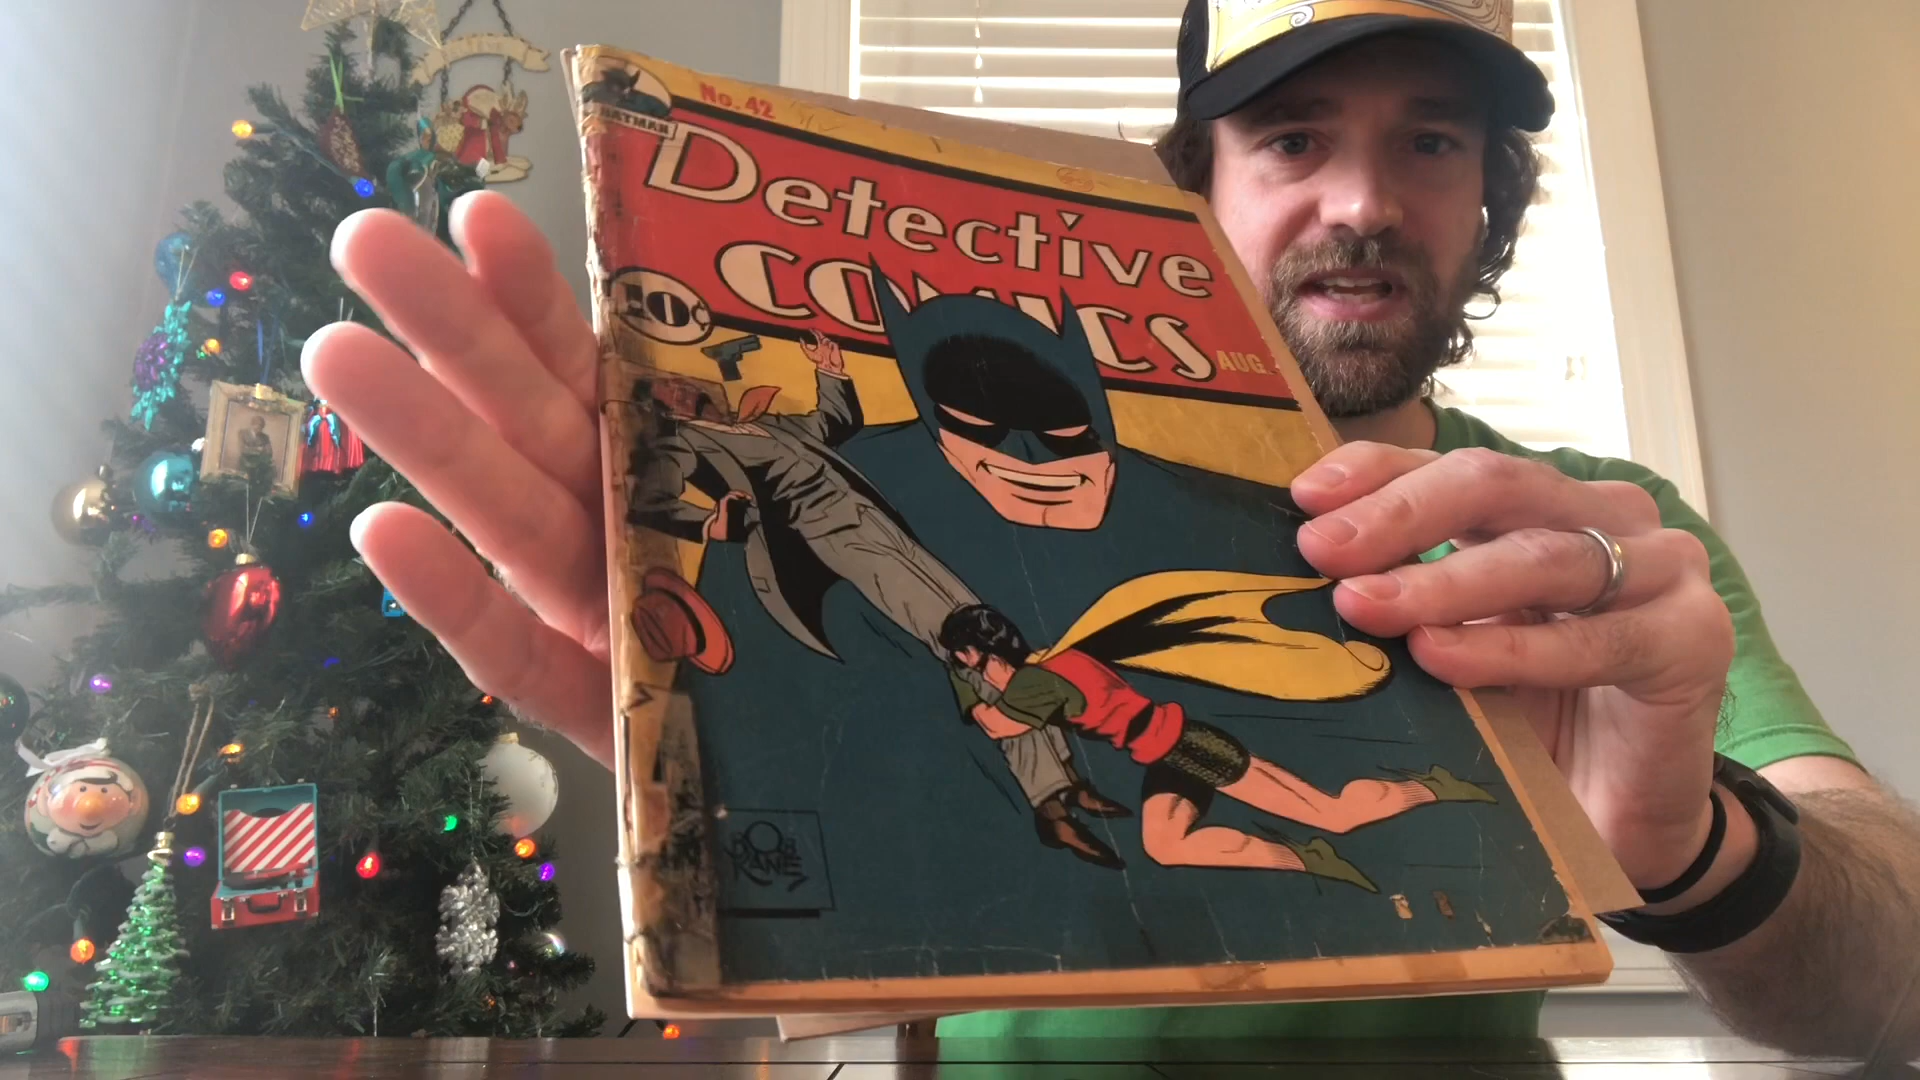 No. 42
BATMAN
Detective
COMICS
10¢
AUG.
BOB
KANE